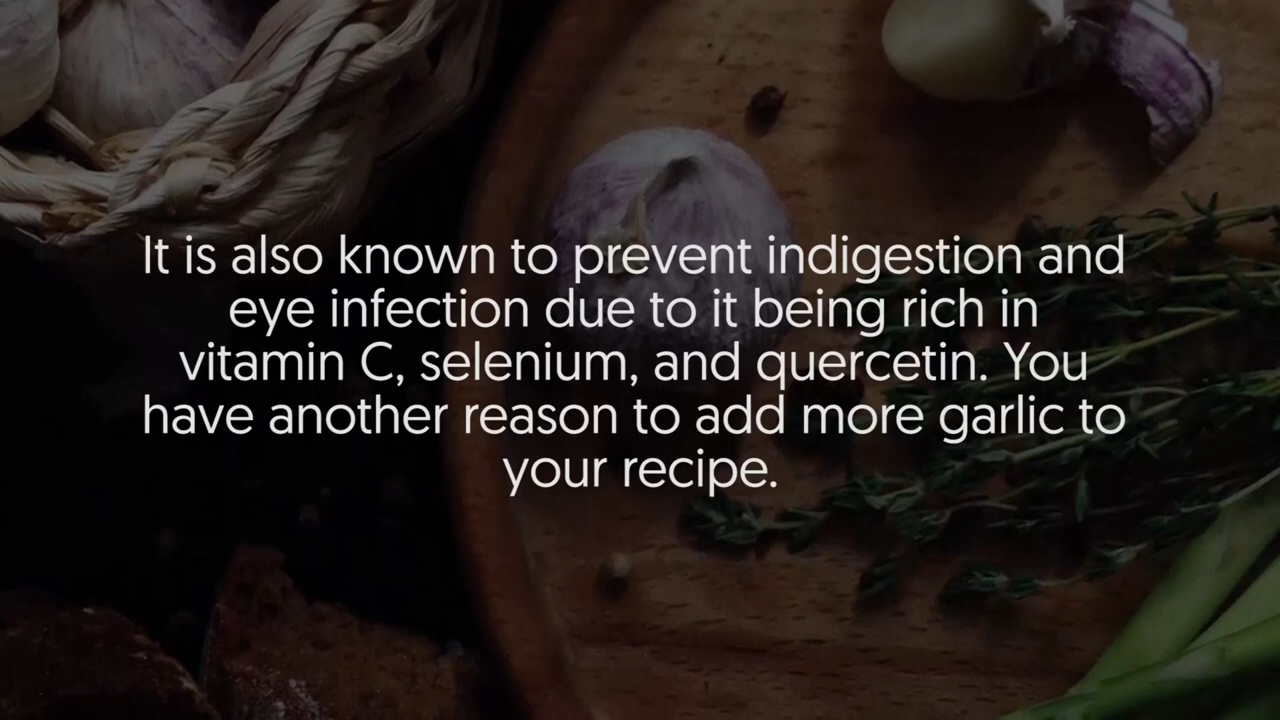 It is also known to prevent indigestion and
eye infection due to it being rich in
vitamin C, selenium, and quercetin. You
have another reason to add more garlic to
your recipe.